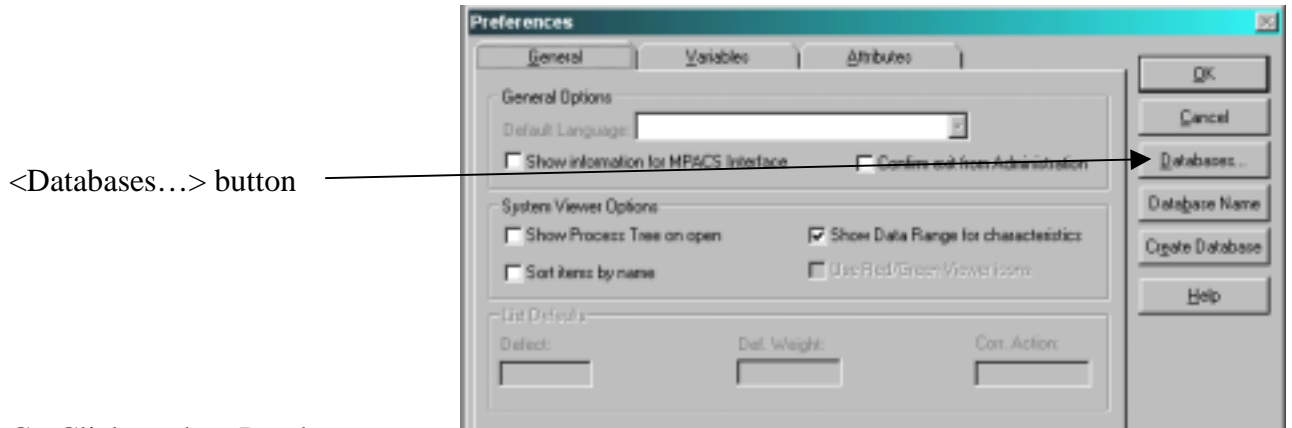 Preferences
General Variables Attributes
General Options
Default Language:
Show information for MPACS Interface
Confirm exit from Administration
System Viewer Options
Show Process Tree on open
Show Data Range for characteristics
Sort items by name
Use Red/Green Viewer icons
List Defaults
Defect:
Def. Weight:
Corr. Action:
OK
Cancel
Databases...
Database Name
Create Database
Help
<Databases…> button